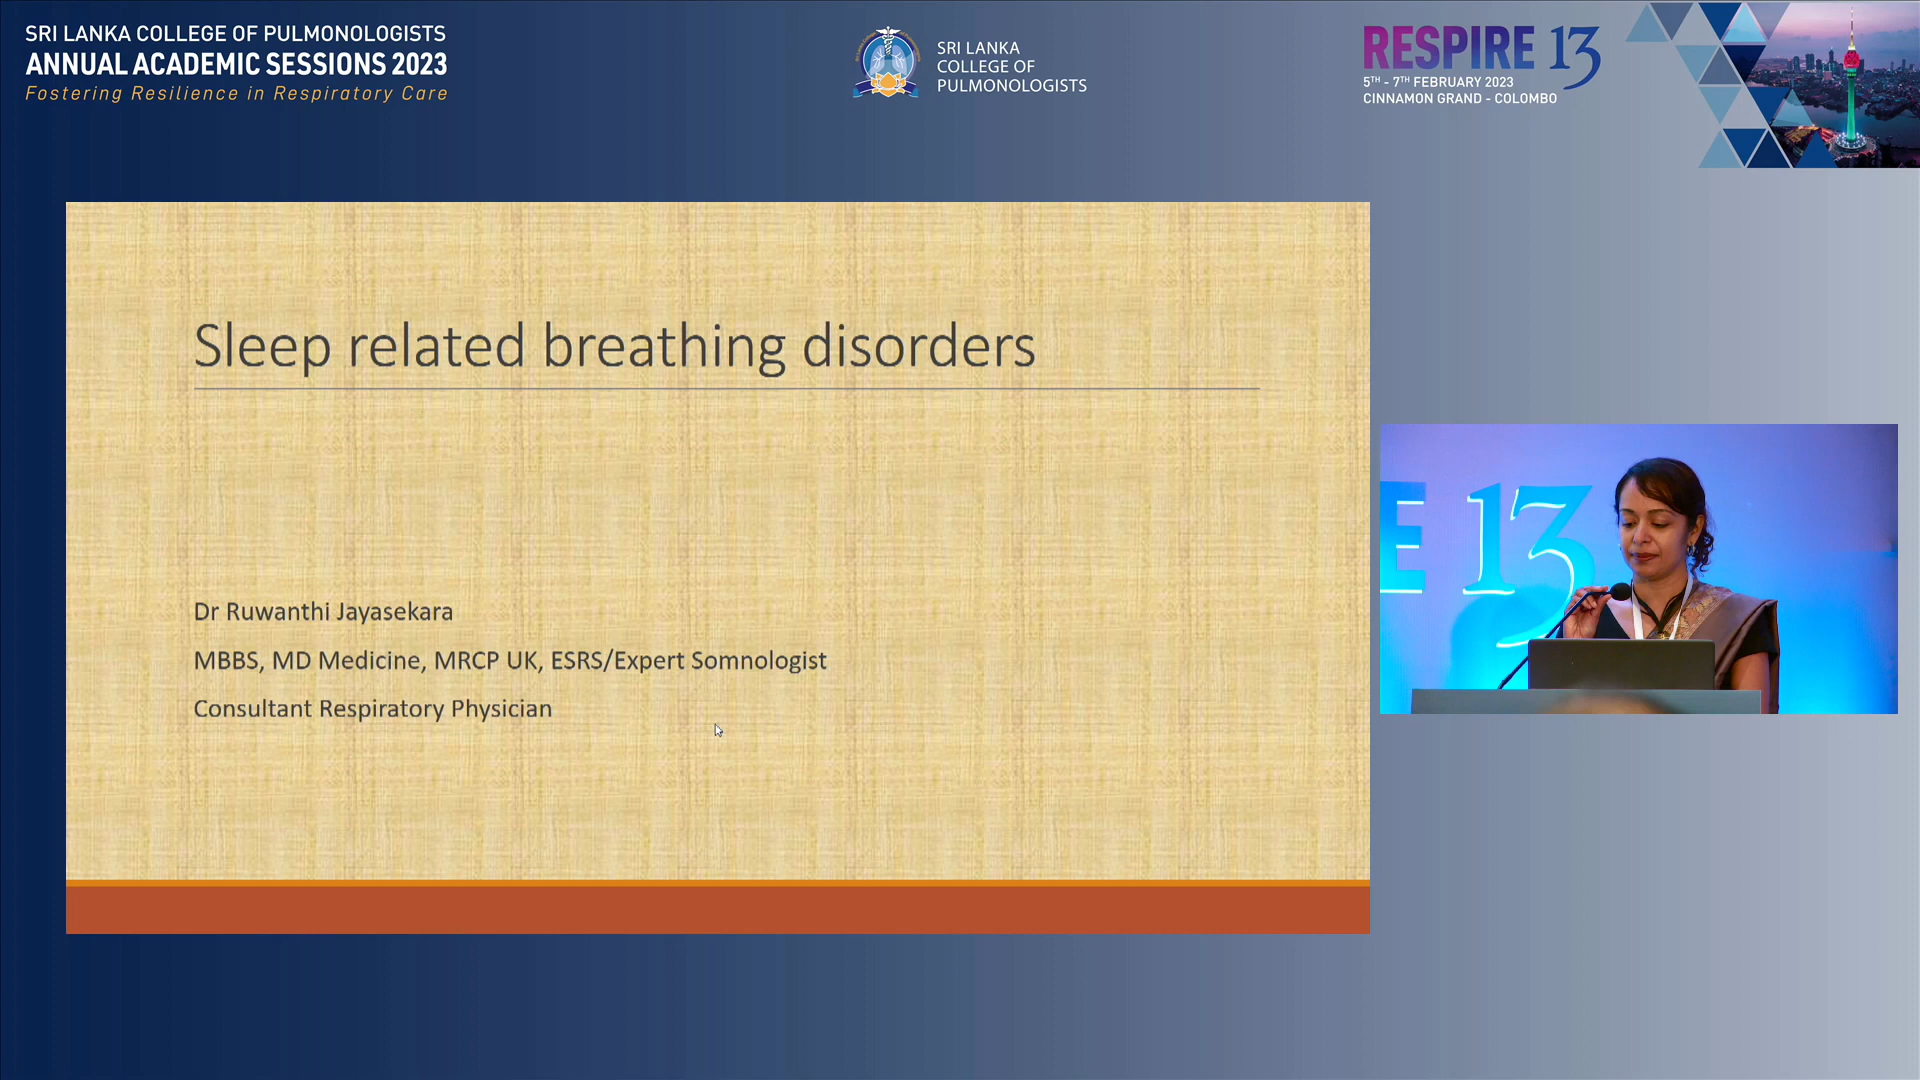 SRI LANKA COLLEGE OF PULMONOLOGISTS
ANNUAL ACADEMIC SESSIONS 2023
Fostering Resilience in Respiratory Care
SRI LANKA
COLLEGE OF
PULMONOLOGISTS
RESPIRE 13
5TH - 7TH FEBRUARY 2023
CINNAMON GRAND - COLOMBO
Sleep related breathing disorders
Dr Ruwanthi Jayasekara
MBBS, MD Medicine, MRCP UK, ESRS/Expert Somnologist
Consultant Respiratory Physician
E 13